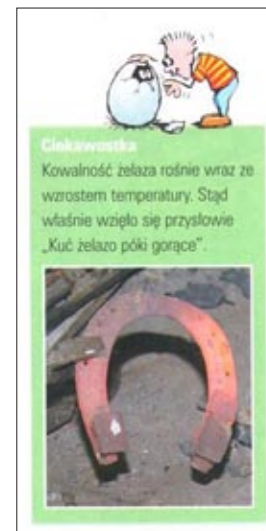 Ciekawostka
Kowalność żelaza rośnie wraz ze
wzrostem temperatury. Stąd
właśnie wzięło się przysłowie
„Kuć żelazo póki gorące”.